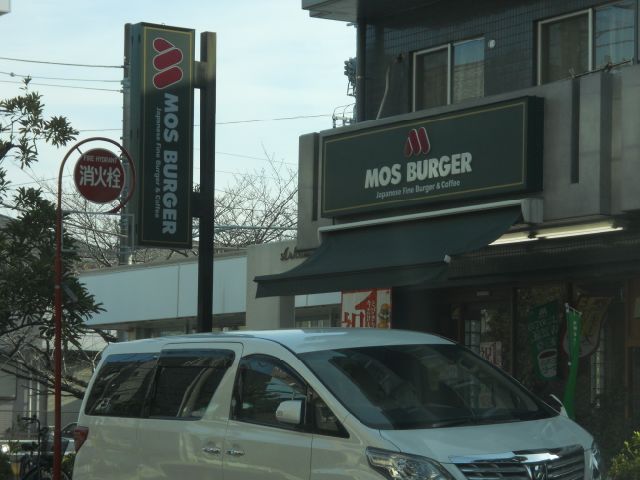 FIRE HYDRANT
消火栓
MOS BURGER
Japanese Fine Burger & Coffee
MOS BURGER
Japanese Fine Burger & Coffee